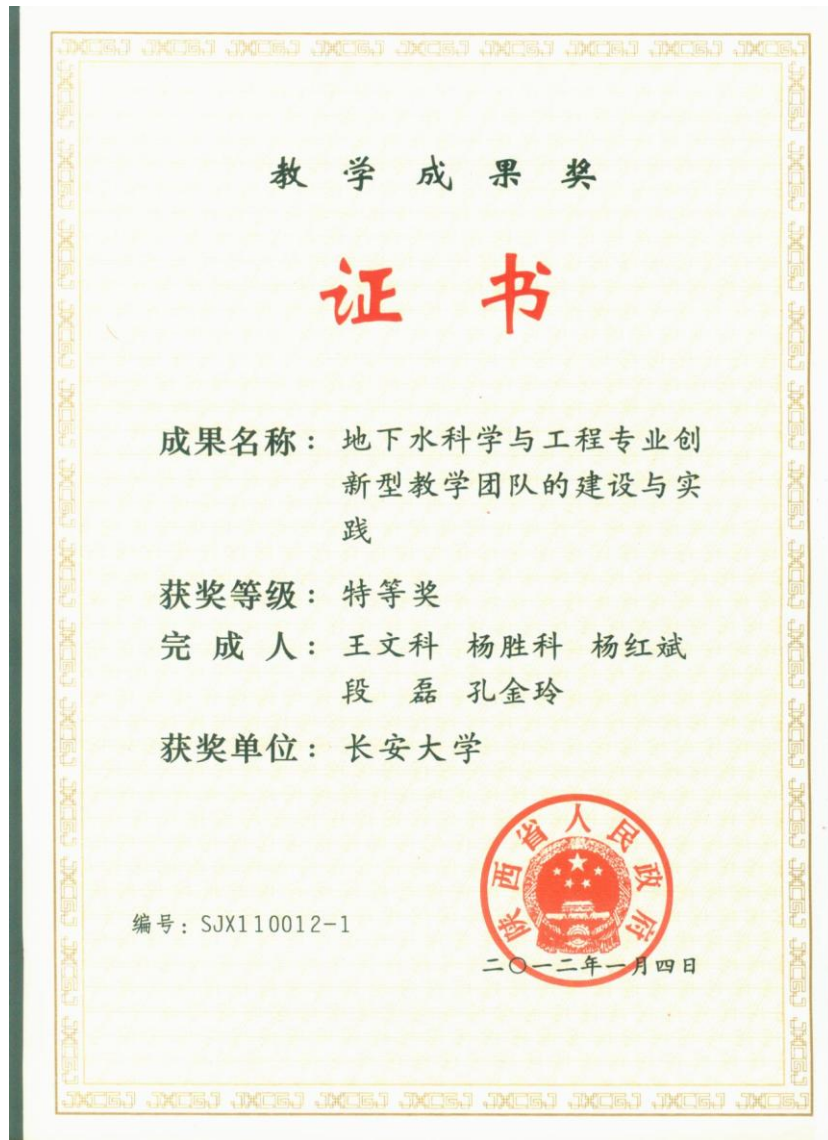 教学成果奖
证书
成果名称：地下水科学与工程专业创
新型教学团队的建设与实
践
获奖等级：特等奖
完成人：王文科 杨胜科 杨红斌
段磊 孔金玲
获奖单位：长安大学
陕西省人民政府
编号：SJX110012-1
二〇一二年一月四日